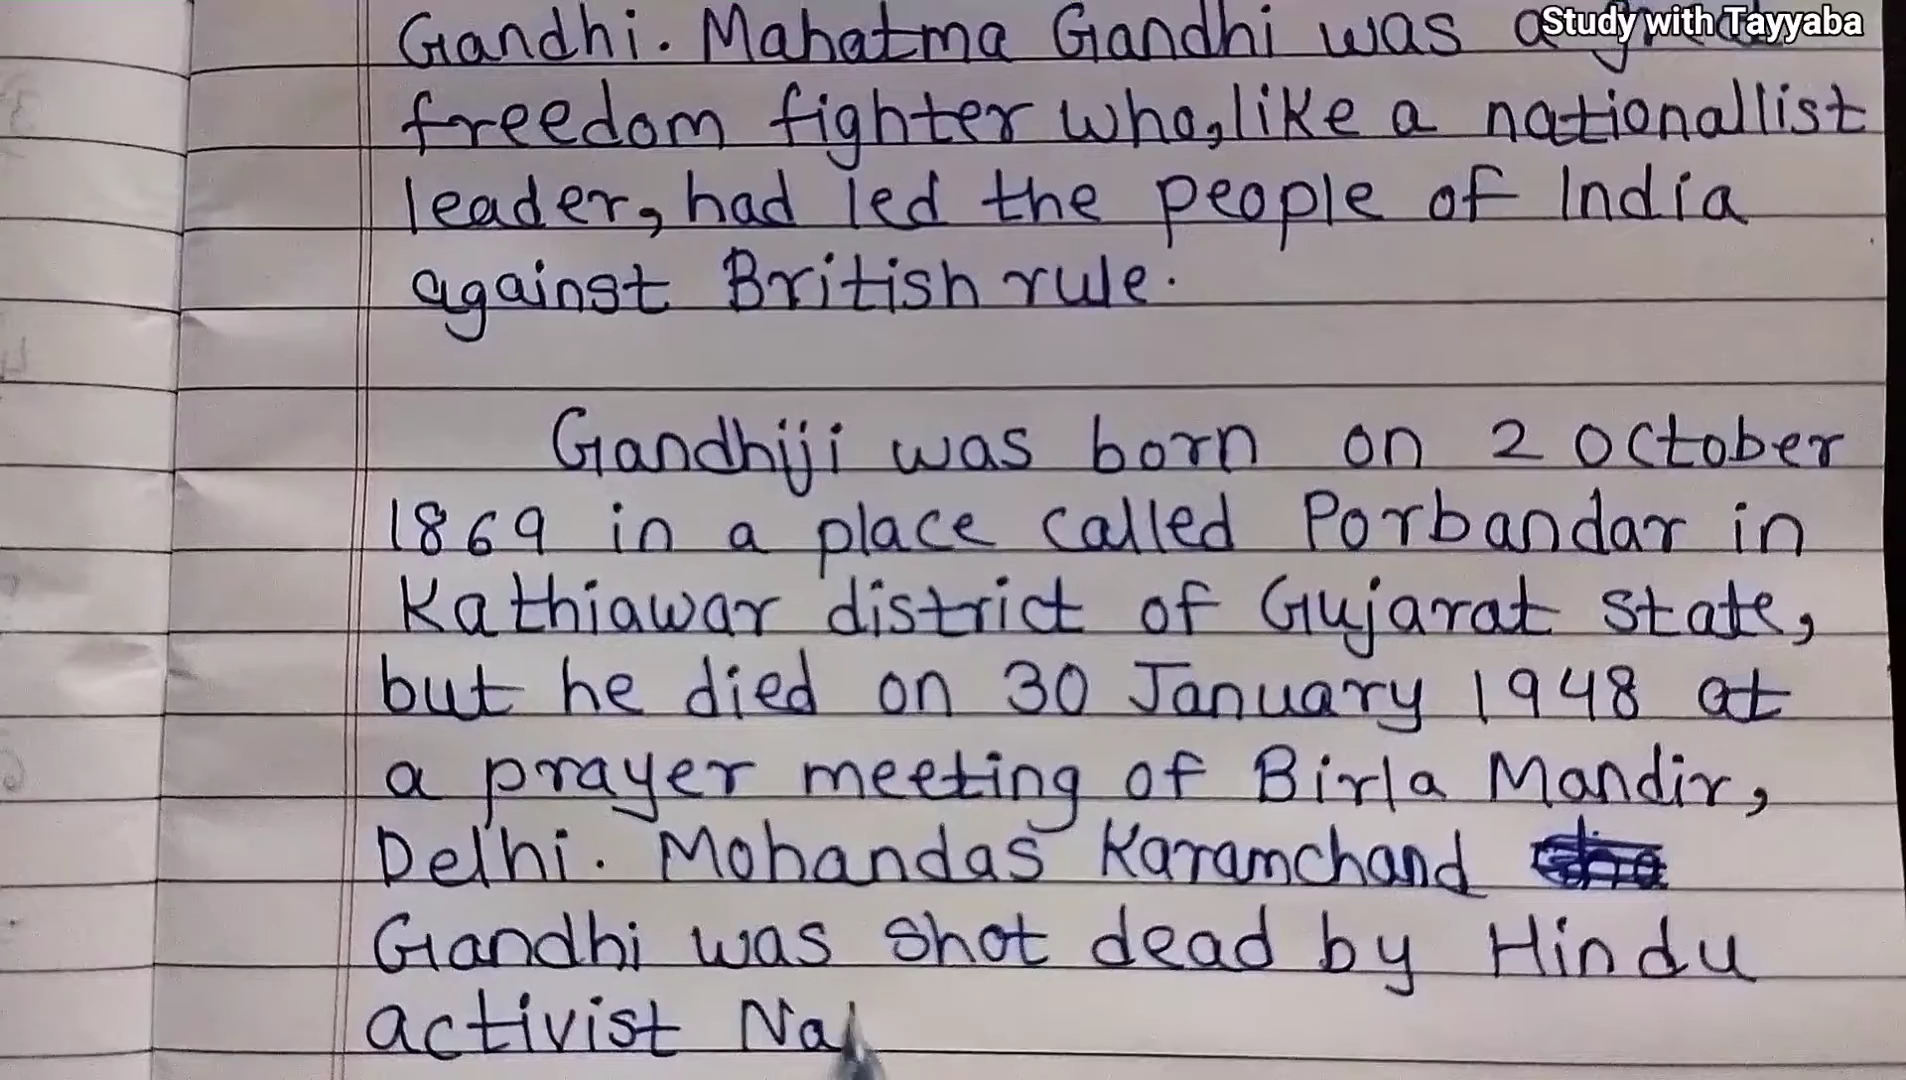 Study with Tayyaba
Gandhi. Mahatma Gandhi was a
freedom fighter who, like a nationallist
leader, had led the people of India
against British rule.
Gandhiji was born on 2 october
1869 in a place called Porbandar in
Kathiawar district of Gujarat state,
but he died on 30 January 1948 at
a prayer meeting of Birla Mandir,
Delhi. Mohandas Karamchand
Gandhi was shot dead by Hindu
activist Na